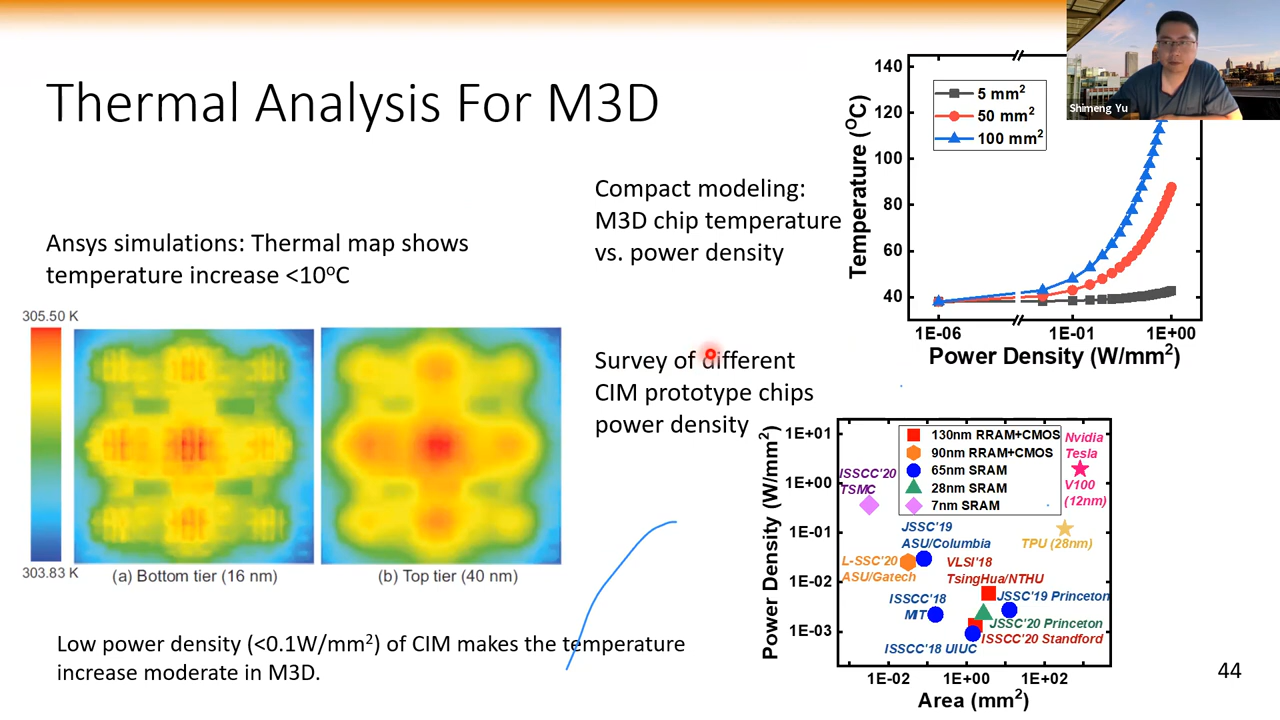 Thermal Analysis For M3D
Shimeng Yu
Ansys simulations: Thermal map shows
temperature increase <10°C
305.50 K
303.83 K
(a) Bottom tier (16 nm)
(b) Top tier (40 nm)
Low power density (<0.1W/mm²) of CIM makes the temperature
increase moderate in M3D.
Compact modeling:
M3D chip temperature
vs. power density
Survey of different
CIM prototype chips
power density
Temperature (°C)
140
120
100
80
60
40
5 mm²
50 mm²
100 mm²
1E-06
1E-01
1E+00
Power Density (W/mm²)
Power Density (W/mm²)
1E+01
1E+00
1E-01
1E-02
1E-03
130nm RRAM+CMOS
90nm RRAM+CMOS
65nm SRAM
28nm SRAM
7nm SRAM
Nvidia
Tesla
V100
(12nm)
ISSCC'20
TSMC
JSSC'19
ASU/Columbia
TPU (28nm)
L-SSC'20
ASU/Gatech
VLSI'18
TsingHua/NTHU
ISSCC'18
MIT
JSSC'19 Princeton
JSSC'20 Princeton
ISSCC'20 Standford
ISSCC'18 UIUC
1E-02
1E+00
1E+02
Area (mm²)
44